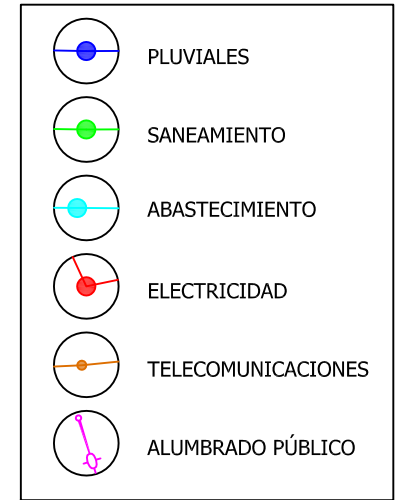 PLUVIALES
SANEAMIENTO
ABASTECIMIENTO
ELECTRICIDAD
TELECOMUNICACIONES
ALUMBRADO PÚBLICO